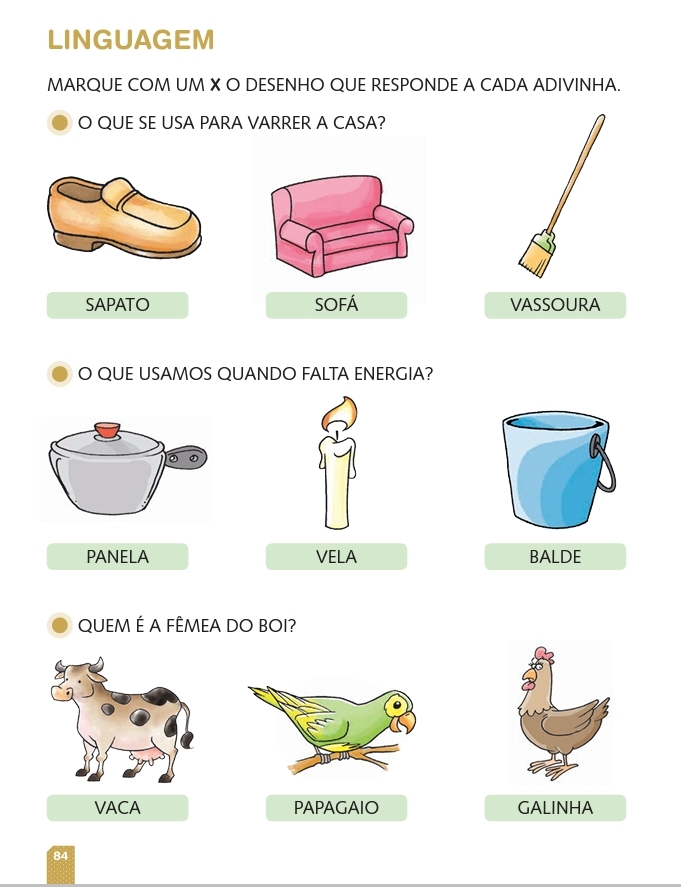 LINGUAGEM
MARQUE COM UM X O DESENHO QUE RESPONDE A CADA ADIVINHA.
O QUE SE USA PARA VARRER A CASA?
SAPATO
SOFÁ
VASSOURA
O QUE USAMOS QUANDO FALTA ENERGIA?
PANELA
VELA
BALDE
QUEM É A FÊMEA DO BOI?
VACA
PAPAGAIO
GALINHA
84